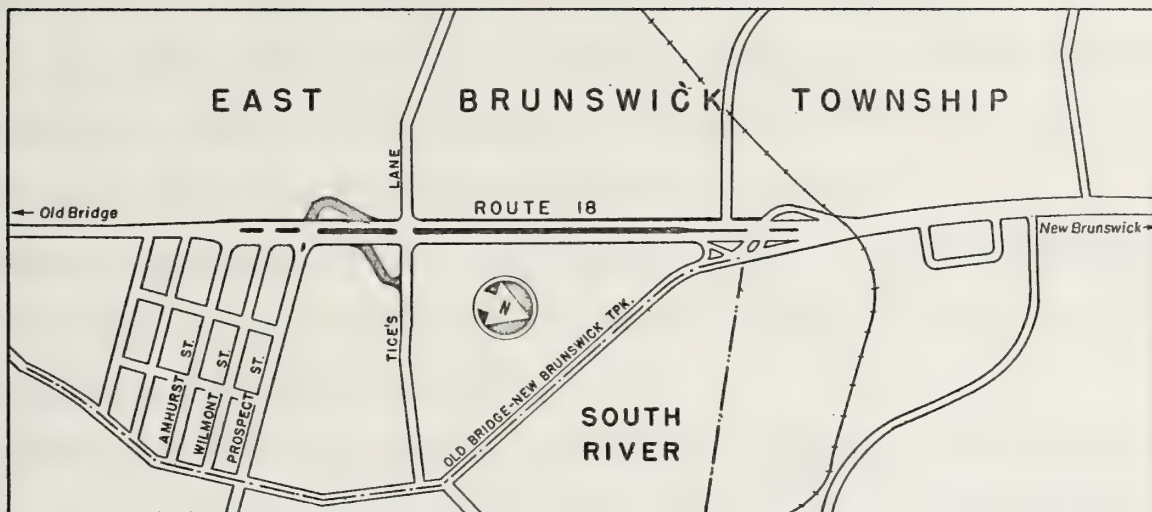 EAST BRUNSWICK TOWNSHIP
LANE
← Old Bridge
ROUTE 18
New Brunswick →
N
TICE'S
OLD BRIDGE-NEW BRUNSWICK TPK.
AMHURST ST.
WILMONT ST.
PROSPECT ST.
SOUTH
RIVER